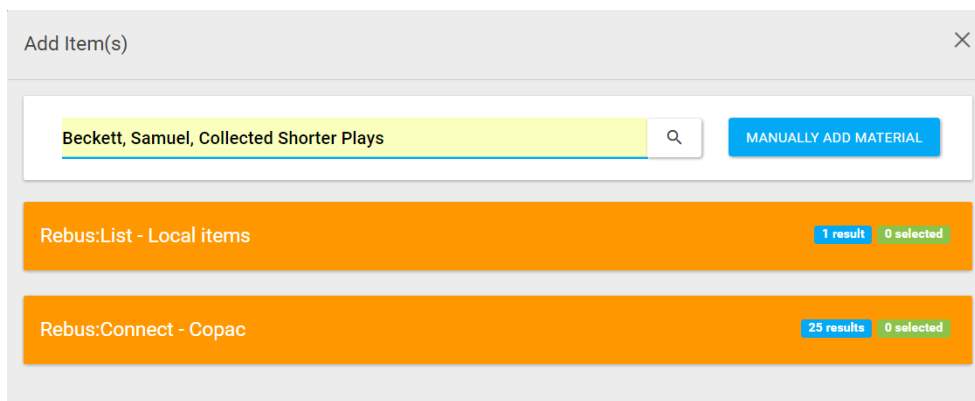 Add Item(s)
Beckett, Samuel, Collected Shorter Plays
MANUALLY ADD MATERIAL
Rebus:List - Local items
1 result 0 selected
Rebus:Connect - Copac
25 results 0 selected